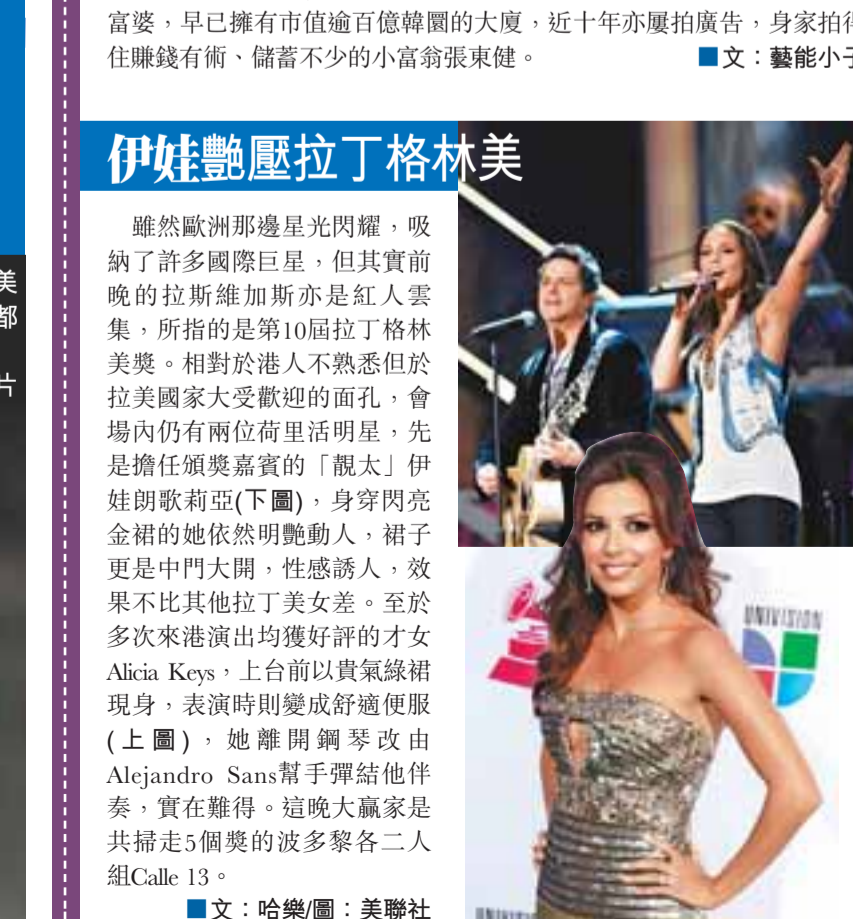 富婆，早已擁有市值逾百億韓圜的大廈，近十年亦屢拍廣告，身家拍得
住賺錢有術、儲蓄不少的小富翁張東健。 ■文：藝能小子
伊娃艷壓拉丁格林美
雖然歐洲那邊星光閃耀，吸
納了許多國際巨星，但其實前
晚的拉斯維加斯亦是紅人雲
集，所指的是第10屆拉丁格林
美獎。相對於港人不熟悉但於
拉美國家大受歡迎的面孔，會
場內仍有兩位荷里活明星，先
是擔任頒獎嘉賓的「靚太」伊
娃朗歌莉亞(下圖)，身穿閃亮
金裙的她依然明艷動人，裙子
更是中門大開，性感誘人，效
果不比其他拉丁美女差。至於
多次來港演出均獲好評的才女
Alicia Keys，上台前以貴氣綠裙
現身，表演時則變成舒適便服
(上圖)，她離開鋼琴改由
Alejandro Sans幫手彈結他伴
奏，實在難得。這晚大贏家是
共掃走5個獎的波多黎各二人
組Calle 13。
■文：哈樂/圖：美聯社
美
都
片
UNIVISION